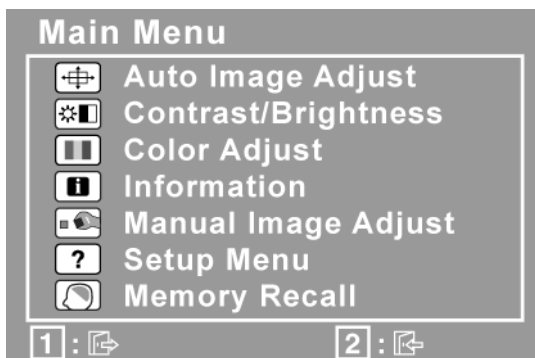 Main Menu
Auto Image Adjust
Contrast/Brightness
Color Adjust
Information
Manual Image Adjust
? Setup Menu
Memory Recall
1 : 2 :